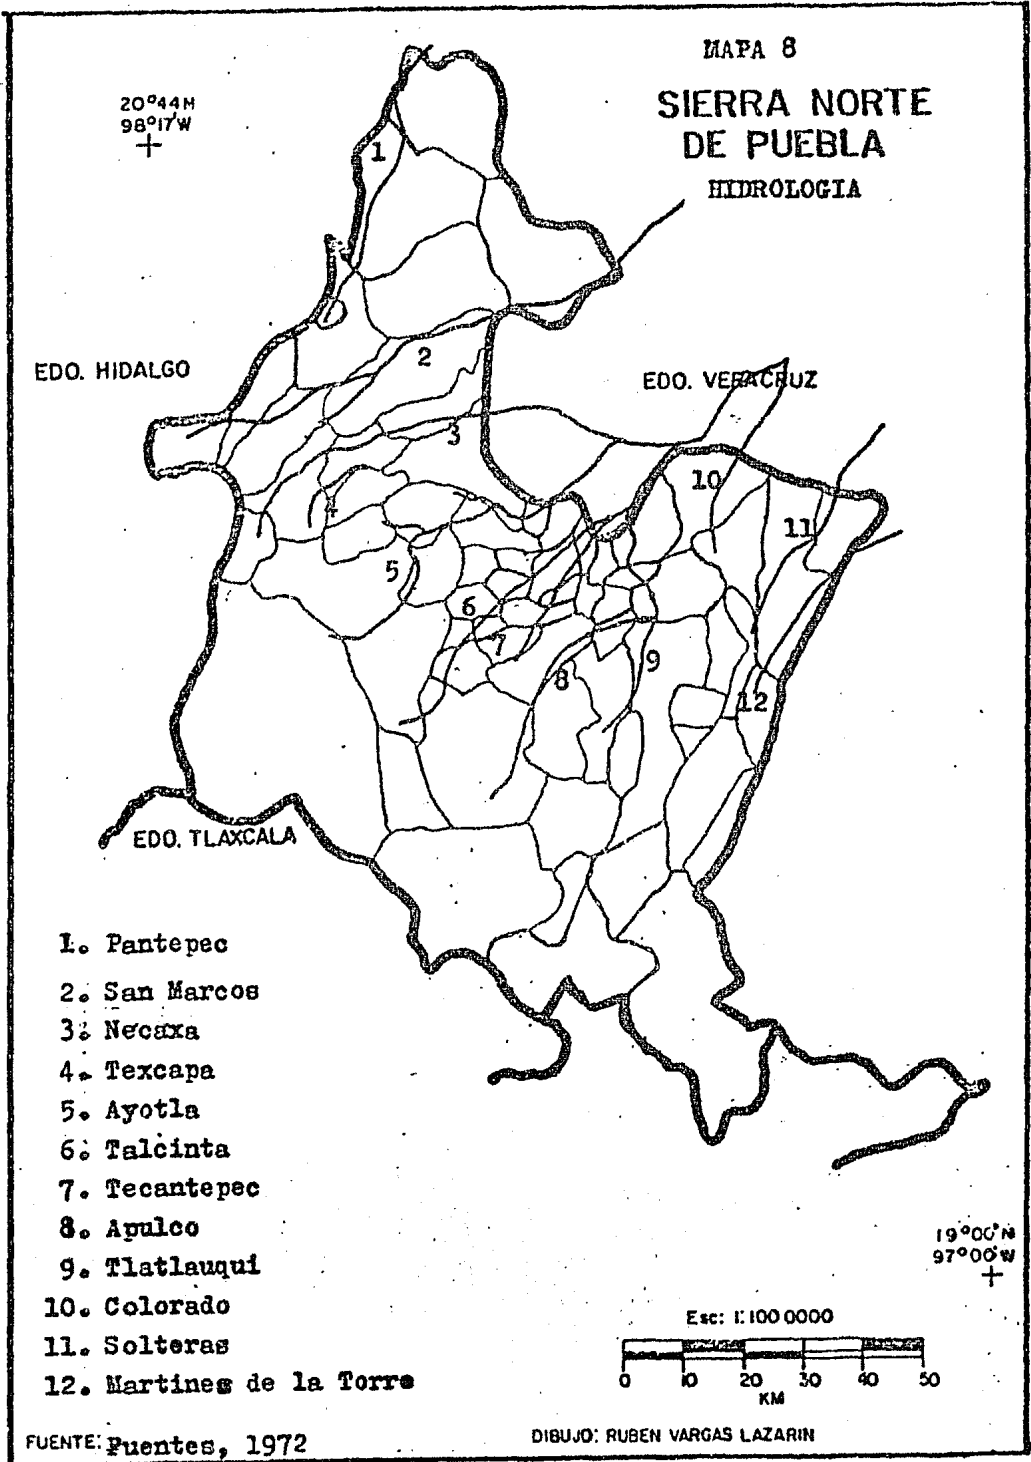 MAPA 8
SIERRA NORTE
DE PUEBLA
HIDROLOGIA
20°44'N
98°17'W
1
2
EDO. HIDALGO
EDO. VERACRUZ
3
10
4
11
5
6
7
8
9
12
EDO. TLAXCALA
1. Pantepec
2. San Marcos
3. Necaxa
4. Texcapa
5. Ayotla
6. Talcinta
7. Tecantepec
8. Apulco
9. Tlatlauqui
10. Colorado
11. Solteras
12. Martines de la Torre
19°00'N
97°00'W
Esc: 1:100 0000
0 10 20 30 40 50
KM
FUENTE: Fuentes, 1972
DIBUJO: RUBEN VARGAS LAZARIN